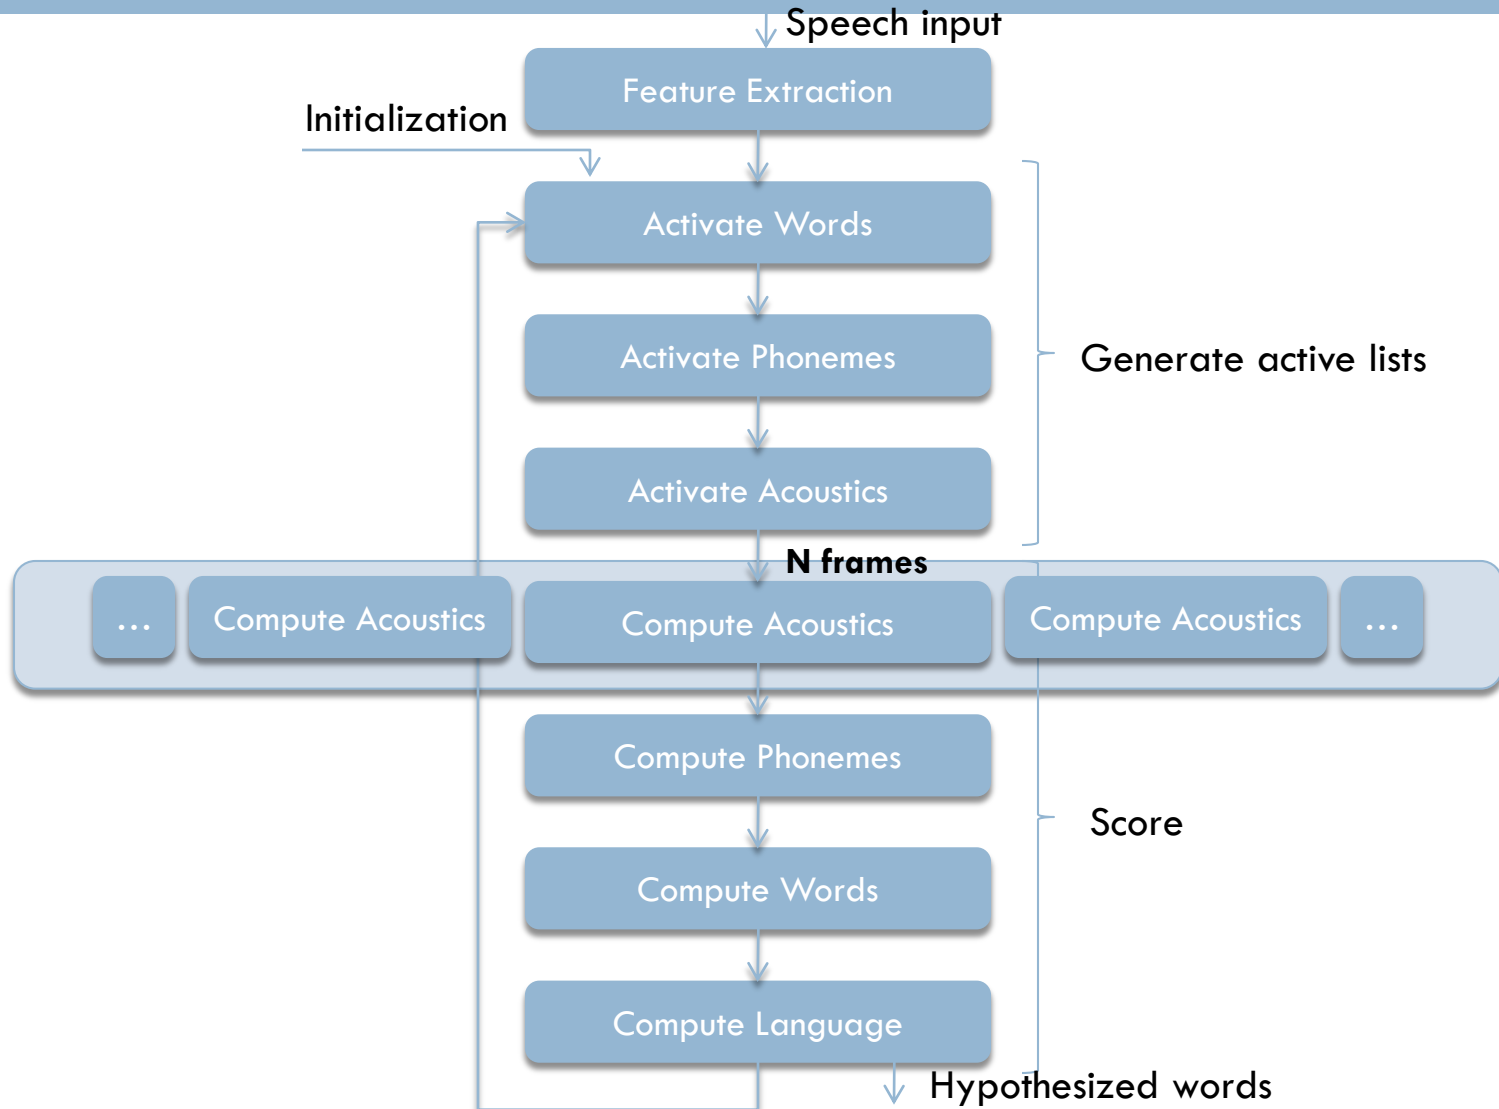 Speech input
Feature Extraction
Initialization
Activate Words
Activate Phonemes
Generate active lists
Activate Acoustics
N frames
... Compute Acoustics Compute Acoustics Compute Acoustics ...
Compute Phonemes
Score
Compute Words
Compute Language
Hypothesized words